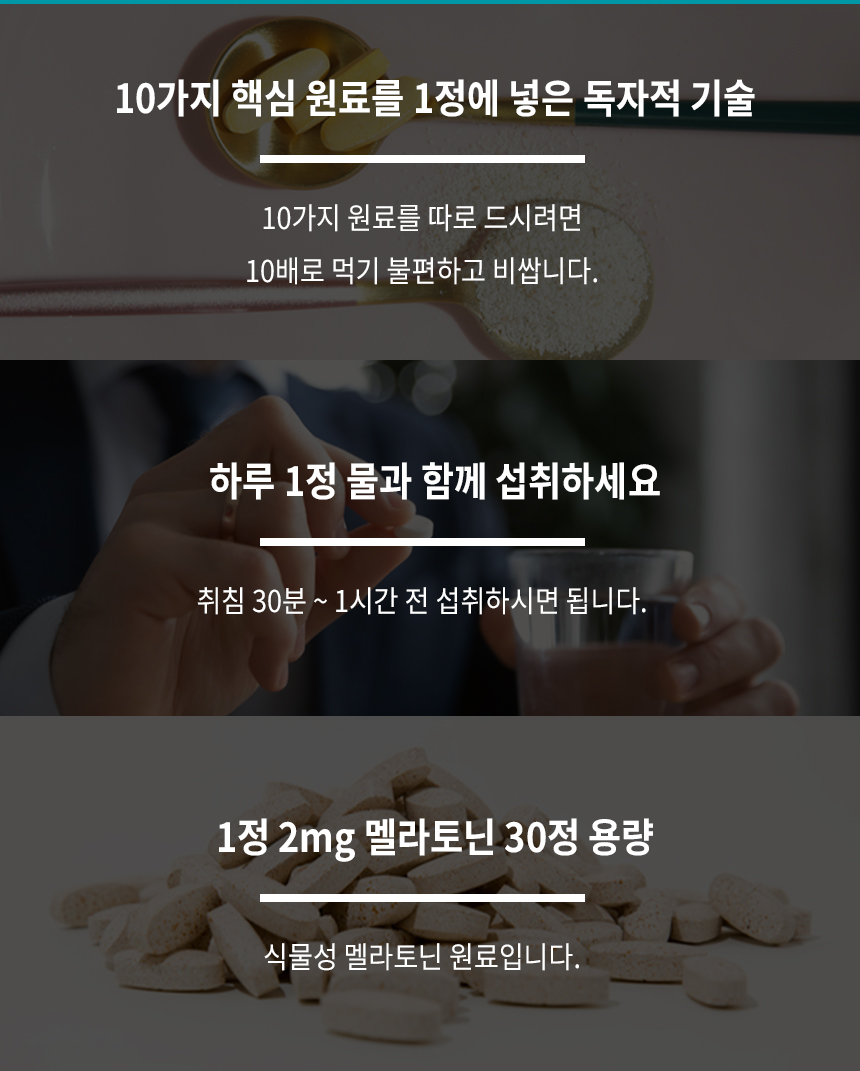 10가지 핵심 원료를 1정에 넣은 독자적 기술
10가지 원료를 따로 드시려면
10배로 먹기 불편하고 비쌉니다.
하루 1정 물과 함께 섭취하세요
취침 30분 ~ 1시간 전 섭취하시면 됩니다.
1정 2mg 멜라토닌 30정 용량
식물성 멜라토닌 원료입니다.